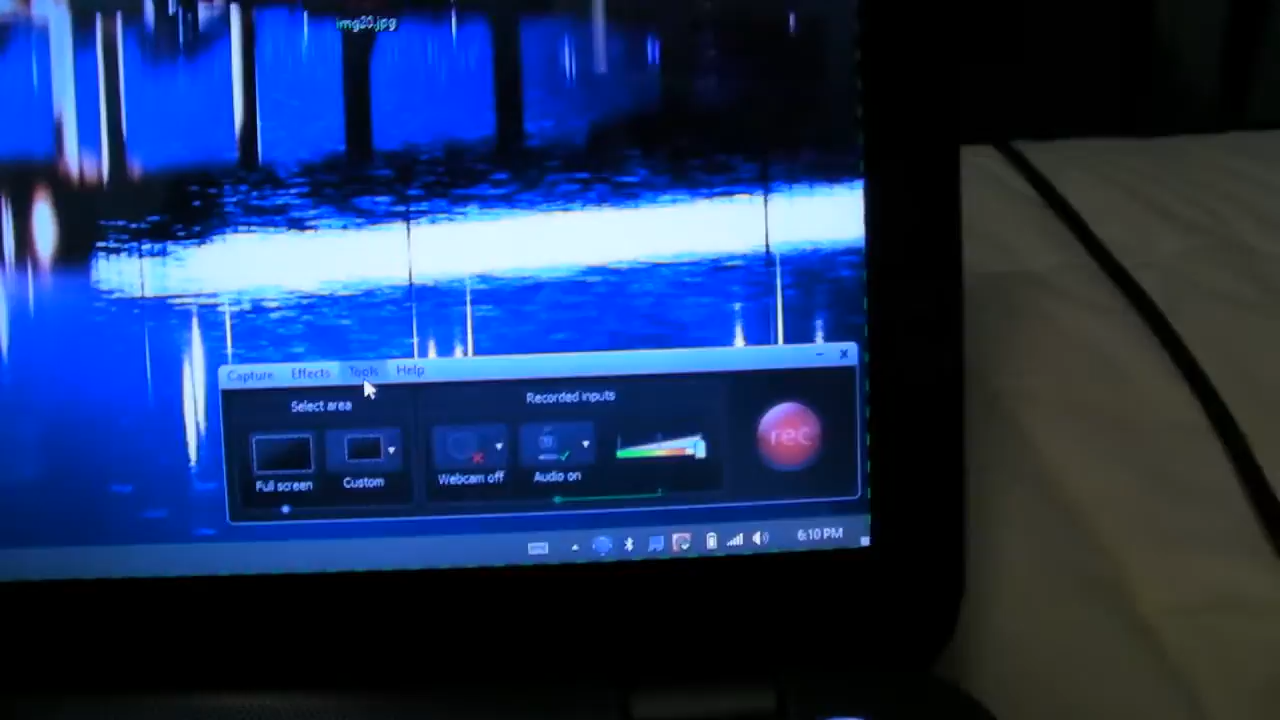 img20.jpg
Capture Effects Tools Help
Select area
Recorded inputs
rec
Full screen
Custom
Webcam off
Audio on
6:10 PM